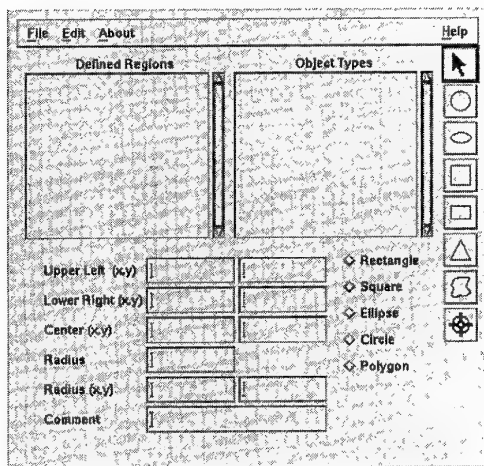 File Edit About Help
Defined Regions Object Types
Upper Left (x,y)
Lower Right (x,y)
Center (x,y)
Radius
Radius (x,y)
Comment
Rectangle
Square
Ellipse
Circle
Polygon